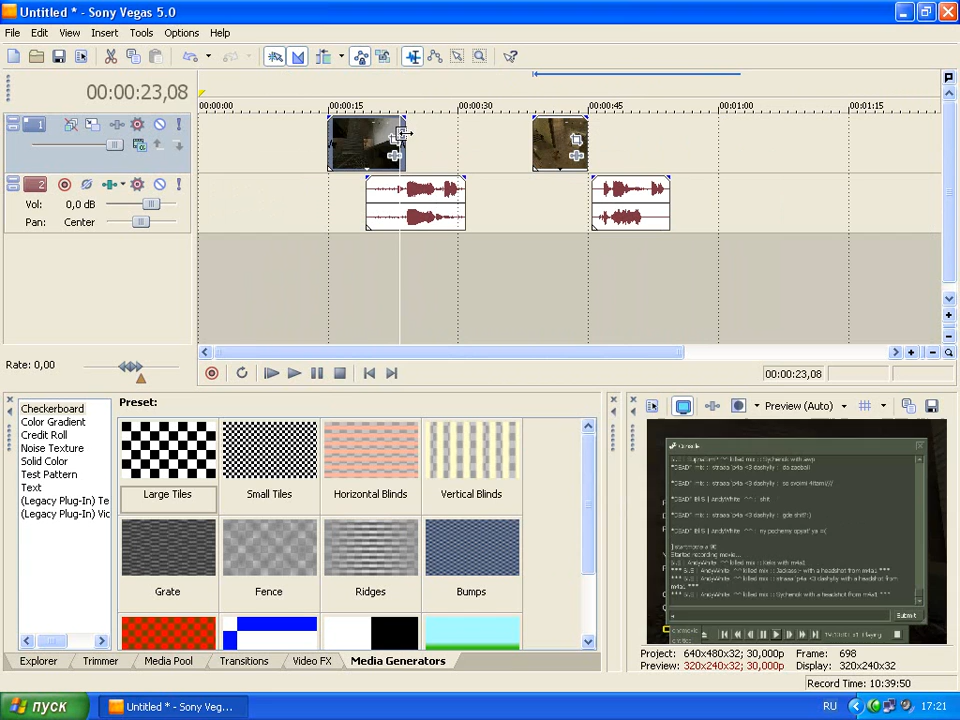 Untitled * - Sony Vegas 5.0
File Edit View Insert Tools Options Help
00:00:23,08
00:00:00 00:00:15 00:00:30 00:00:45 00:01:00 00:01:15
1
2
Vol: 0,0 dB
Pan: Center
Rate: 0,00
00:00:23,08
Checkerboard
Color Gradient
Credit Roll
Noise Texture
Solid Color
Test Pattern
Text
(Legacy Plug-In) Te
(Legacy Plug-In) Vic
Preset:
Large Tiles Small Tiles Horizontal Blinds Vertical Blinds
Grate Fence Ridges Bumps
Preview (Auto)
Console
Started recording movie...
Submit
Explorer Trimmer Media Pool Transitions Video FX Media Generators
Project: 640x480x32; 30,000p Frame: 698
Preview: 320x240x32; 30,000p Display: 320x240x32
Record Time: 10:39:50
пуск Untitled * - Sony Veg... RU 17:21